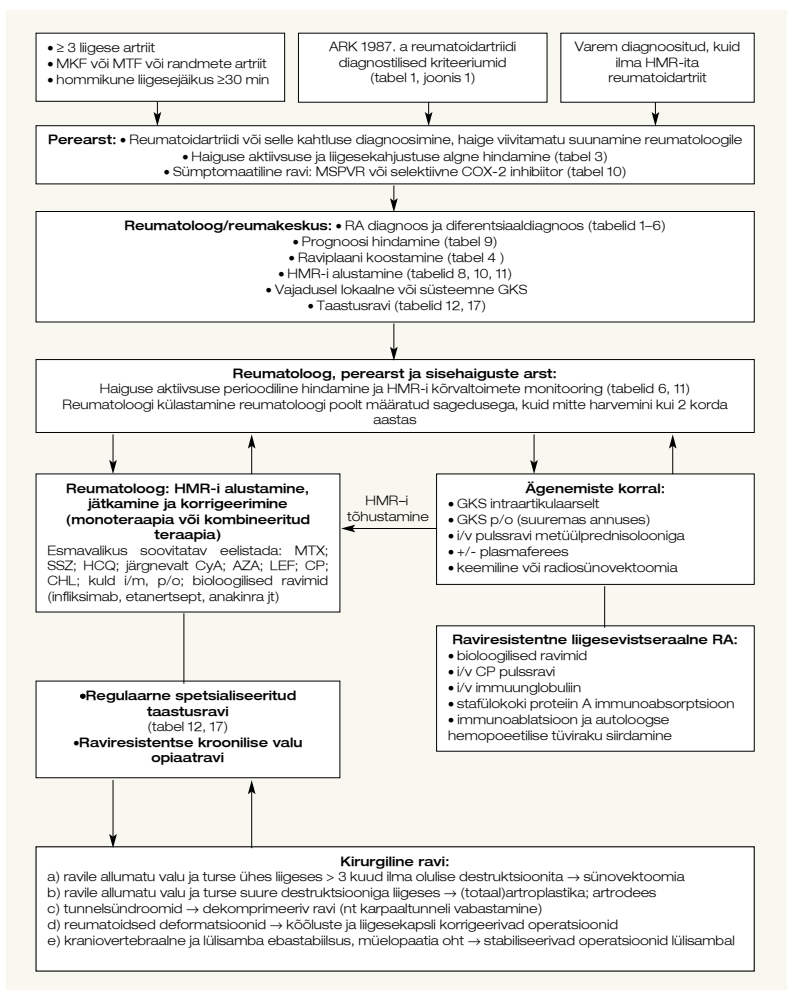 • ≥ 3 liigese artriit
• MKF või MTF või randmete artriit
• hommikune liigesejäikus ≥30 min
ARK 1987. a reumatoidartriidi
diagnostilised kriteeriumid
(tabel 1, joonis 1)
Varem diagnoositud, kuid
ilma HMR-ita
reumatoidartriit
Perearst: • Reumatoidartriidi või selle kahtluse diagnoosimine, haige viivitamatu suunamine reumatoloogile
• Haiguse aktiivsuse ja liigesekahjustuse algne hindamine (tabel 3)
• Sümptomaatiline ravi: MSPVR või selektiivne COX-2 inhibiitor (tabel 10)
Reumatoloog/reumakeskus: • RA diagnoos ja diferentsiaaldiagnoos (tabelid 1–6)
• Prognoosi hindamine (tabel 9)
• Raviplaani koostamine (tabel 4 )
• HMR-i alustamine (tabelid 8, 10, 11)
• Vajadusel lokaalne või süsteemne GKS
• Taastusravi (tabelid 12, 17)
Reumatoloog, perearst ja sisehaiguste arst:
Haiguse aktiivsuse perioodiline hindamine ja HMR-i kõrvaltoimete monitooring (tabelid 6, 11)
Reumatoloogi külastamine reumatoloogi poolt määratud sagedusega, kuid mitte harvemini kui 2 korda
aastas
Reumatoloog: HMR-i alustamine,
jätkamine ja korrigeerimine
(monoteraapia või kombineeritud
teraapia)
Esmavalikus soovitatav eelistada: MTX;
SSZ; HCQ; järgnevalt CyA; AZA; LEF; CP;
CHL; kuld i/m, p/o; bioloogilised ravimid
(infliksimab, etanertsept, anakinra jt)
HMR–i
tõhustamine
Ägenemiste korral:
• GKS intraartikulaarselt
• GKS p/o (suuremas annuses)
• i/v pulssravi metüülprednisolooniga
• +/- plasmaferees
• keemiline või radiosünovektoomia
Raviresistentne liigesevistseraalne RA:
• bioloogilised ravimid
• i/v CP pulssravi
• i/v immuunglobuliin
• stafülokoki proteiin A immunoabsorptsioon
• immunoablatsioon ja autoloogse
hemopoeetilise tüviraku siirdamine
•Regulaarne spetsialiseeritud
taastusravi
(tabel 12, 17)
•Raviresistentse kroonilise valu
opiaatravi
Kirurgiline ravi:
a) ravile allumatu valu ja turse ühes liigeses > 3 kuud ilma olulise destruktsioonita → sünovektoomia
b) ravile allumatu valu ja turse suure destruktsiooniga liigeses → (totaal)artroplastika; artrodees
c) tunnelsündroomid → dekomprimeeriv ravi (nt karpaaltunneli vabastamine)
d) reumatoidsed deformatsioonid → kõõluste ja liigesekapsli korrigeerivad operatsioonid
e) kraniovertebraalne ja lülisamba ebastabiilsus, müelopaatia oht → stabiliseerivad operatsioonid lülisambal